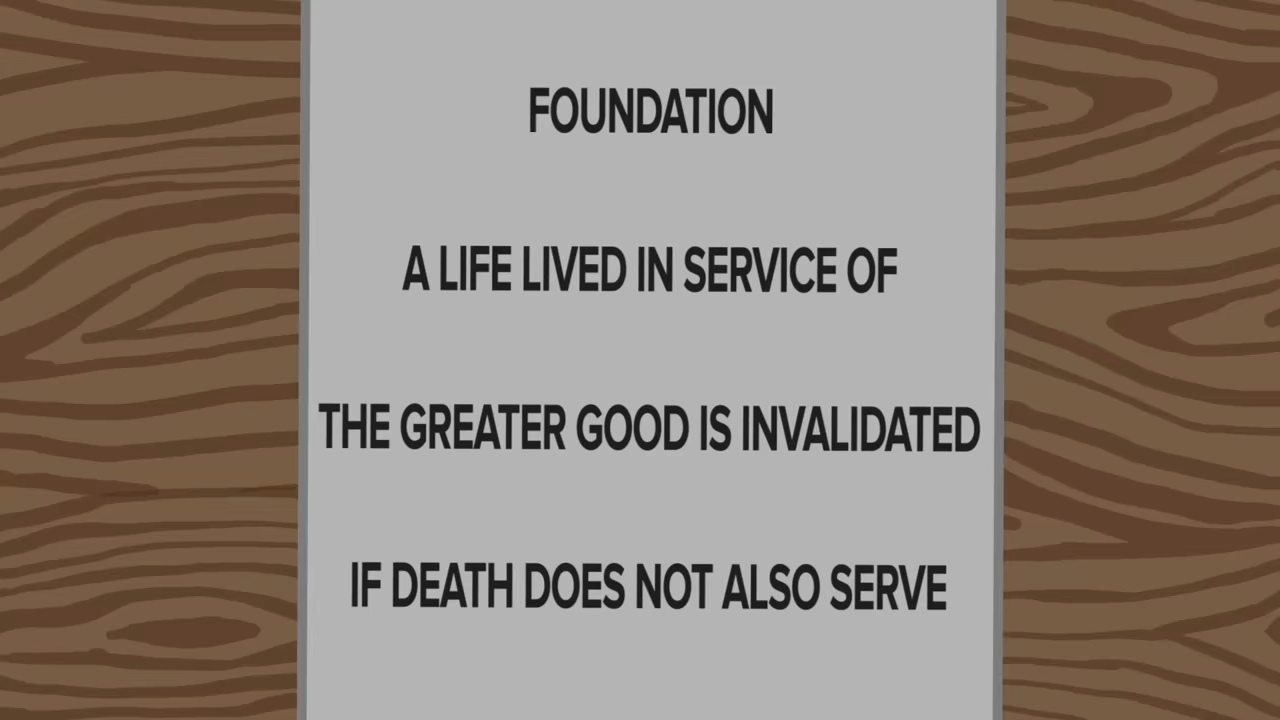 FOUNDATION
A LIFE LIVED IN SERVICE OF
THE GREATER GOOD IS INVALIDATED
IF DEATH DOES NOT ALSO SERVE